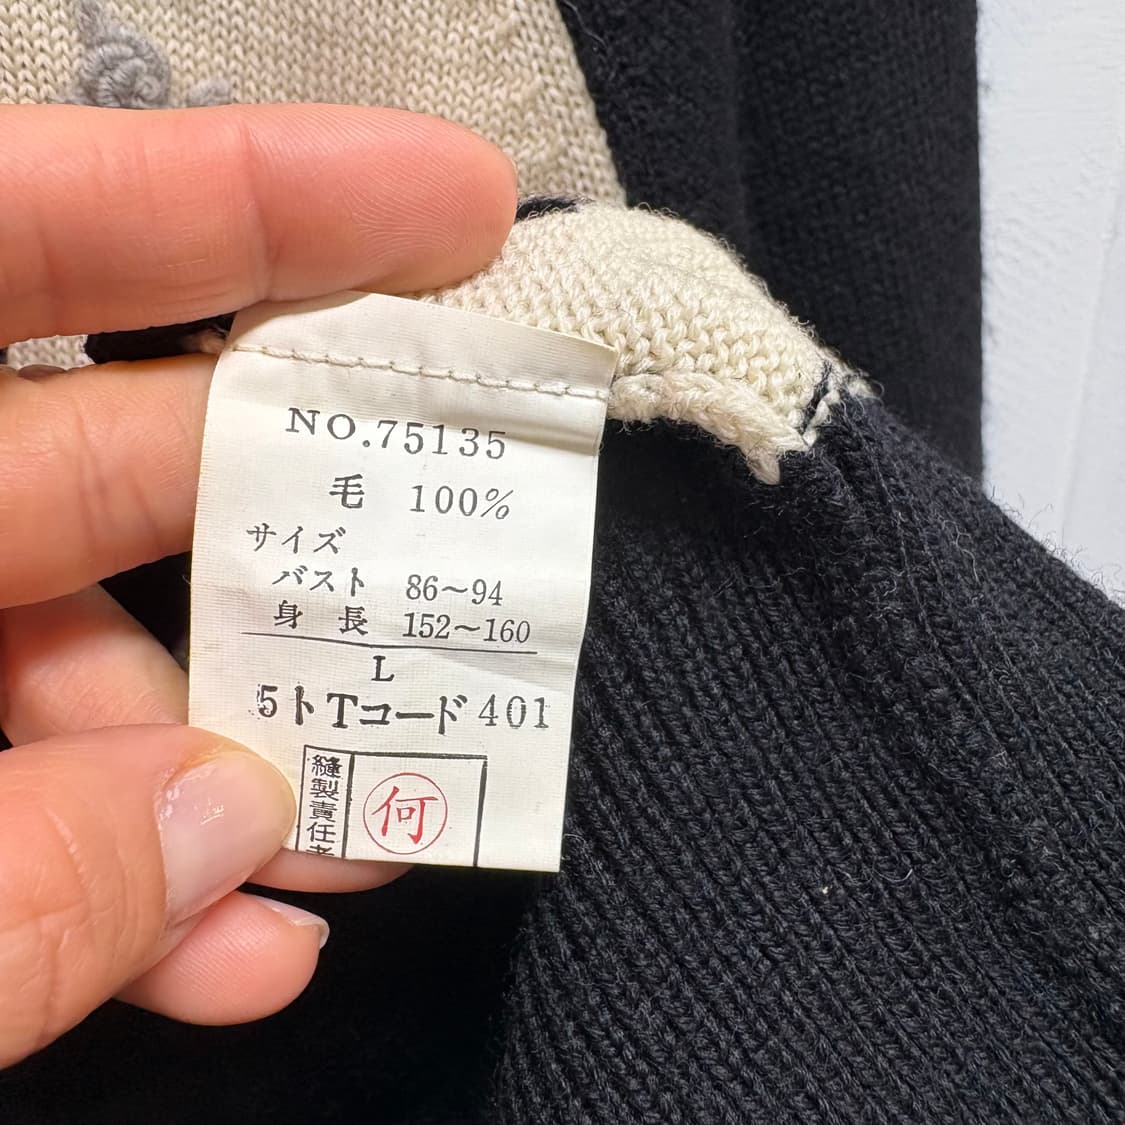 NO.75135
毛 100%
サイズ
バスト 86～94
身長 152～160
L
5トTコード401
縫製責任者
何